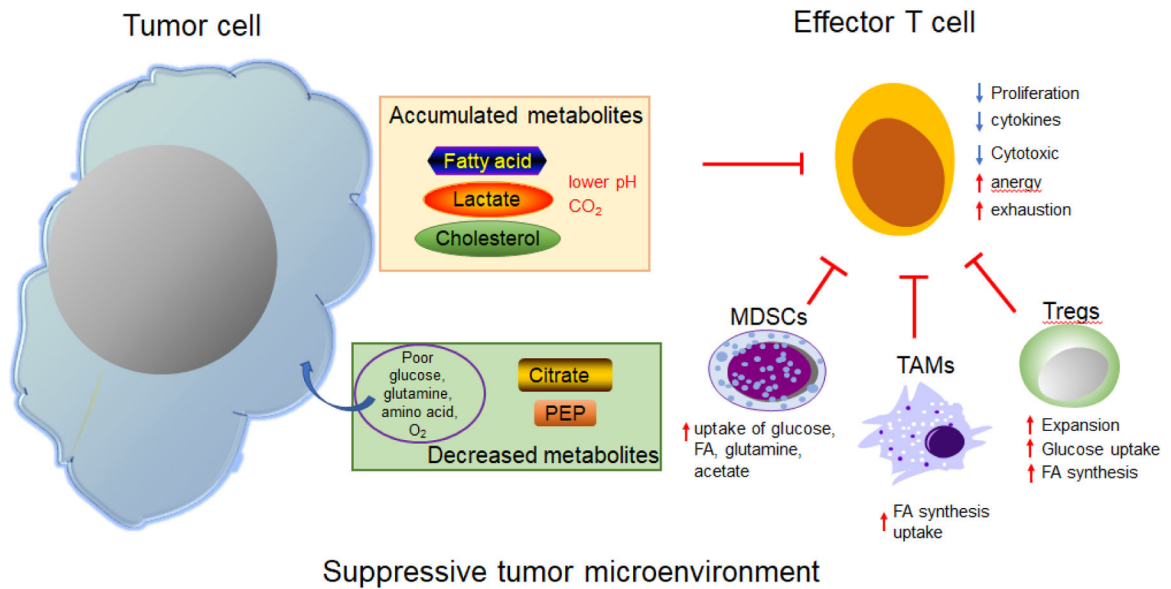 Tumor cell
Effector T cell
Accumulated metabolites
Fatty acid
Lactate
Cholesterol
lower pH
CO₂
Proliferation
cytokines
Cytotoxic
anergy
exhaustion
Poor
glucose,
glutamine,
amino acid,
O₂
Citrate
PEP
Decreased metabolites
MDSCs
uptake of glucose,
FA, glutamine,
acetate
TAMs
FA synthesis
uptake
Tregs
Expansion
Glucose uptake
FA synthesis
Suppressive tumor microenvironment